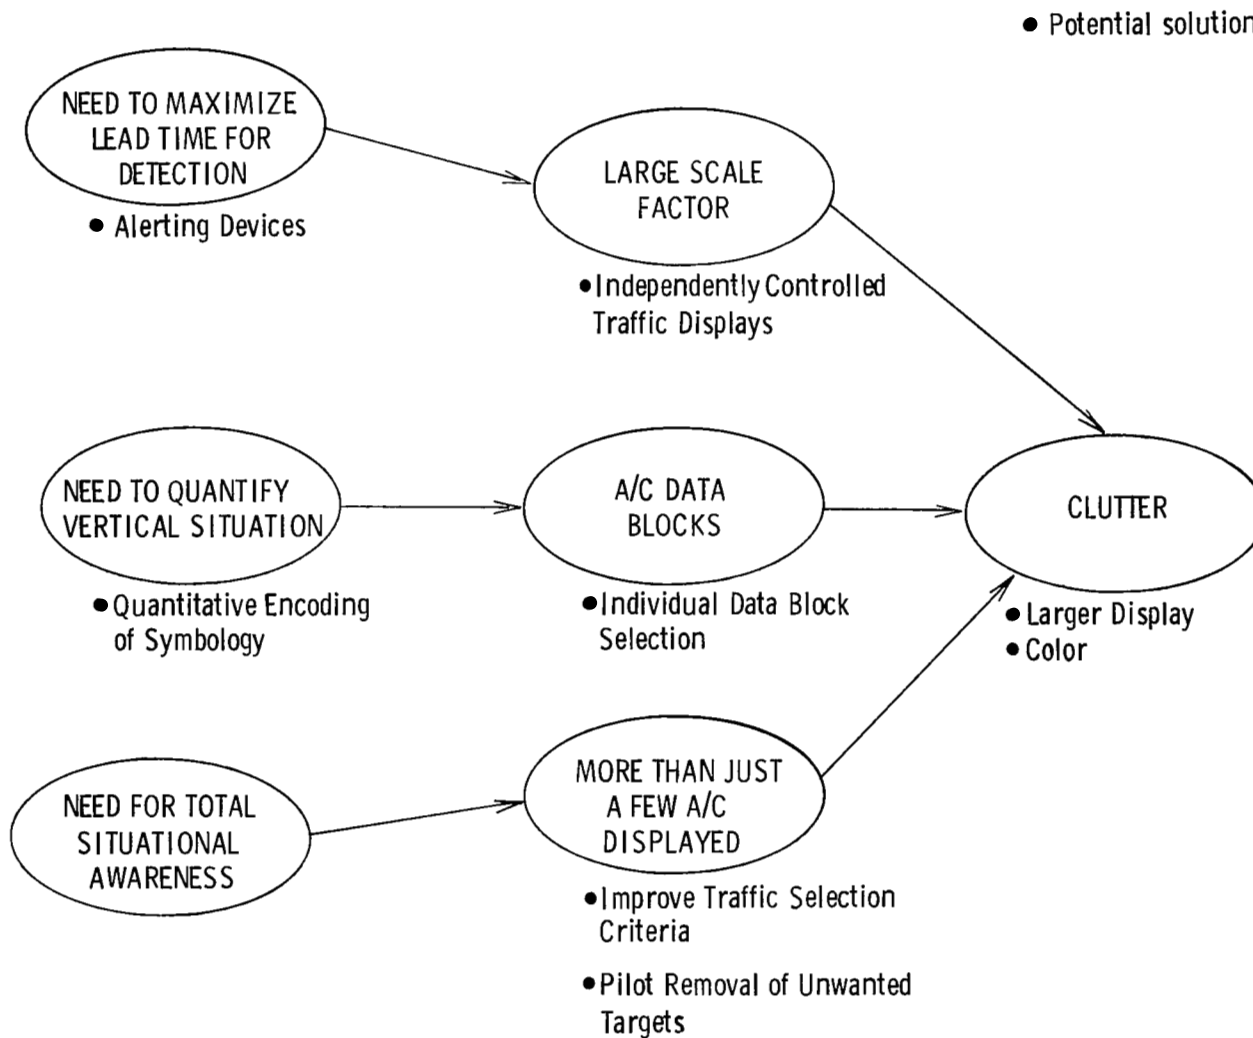 ● Potential solution
NEED TO MAXIMIZE
LEAD TIME FOR
DETECTION
● Alerting Devices
LARGE SCALE
FACTOR
● Independently Controlled
Traffic Displays
NEED TO QUANTIFY
VERTICAL SITUATION
● Quantitative Encoding
of Symbology
A/C DATA
BLOCKS
● Individual Data Block
Selection
CLUTTER
● Larger Display
● Color
NEED FOR TOTAL
SITUATIONAL
AWARENESS
MORE THAN JUST
A FEW A/C
DISPLAYED
● Improve Traffic Selection
Criteria
● Pilot Removal of Unwanted
Targets